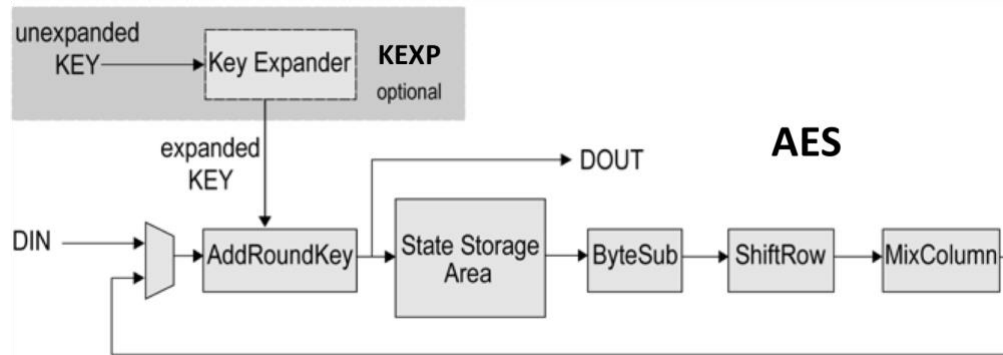 unexpanded
KEY
Key Expander
KEXP
optional
expanded
KEY
DOUT
AES
DIN
AddRoundKey
State Storage
Area
ByteSub
ShiftRow
MixColumn